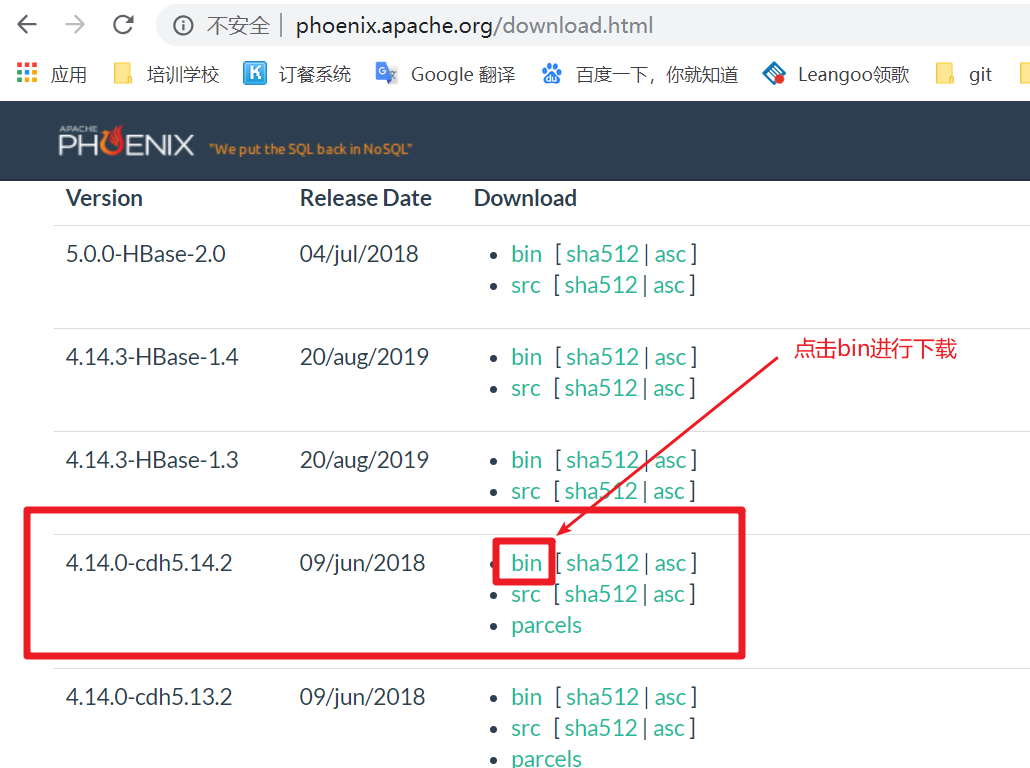 不安全 | phoenix.apache.org/download.html
应用 培训学校 K 订餐系统 G Google 翻译 百度一下，你就知道 Leangoo领歌 git
APACHE
PHOENIX "We put the SQL back in NoSQL"
Version Release Date Download
5.0.0-HBase-2.0 04/jul/2018 • bin [ sha512 | asc ]
• src [ sha512 | asc ]
点击bin进行下载
4.14.3-HBase-1.4 20/aug/2019 • bin [ sha512 | asc ]
• src [ sha512 | asc ]
4.14.3-HBase-1.3 20/aug/2019 • bin [ sha512 | asc ]
• src [ sha512 | asc ]
4.14.0-cdh5.14.2 09/jun/2018 • bin [ sha512 | asc ]
• src [ sha512 | asc ]
• parcels
4.14.0-cdh5.13.2 09/jun/2018 • bin [ sha512 | asc ]
• src [ sha512 | asc ]
• parcels